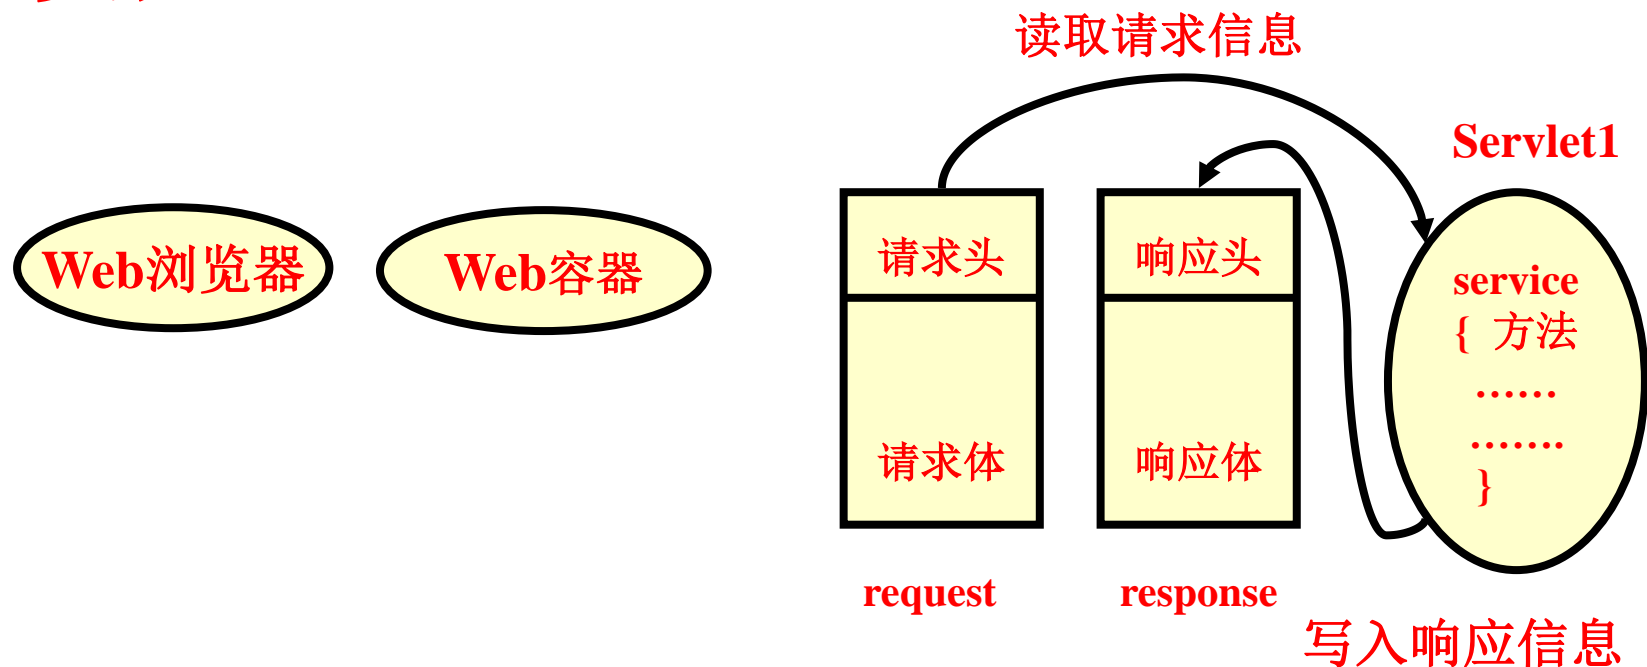 读取请求信息
Servlet1
Web浏览器
Web容器
请求头
响应头
service
{ 方法
……
…….
}
请求体
响应体
request
response
写入响应信息